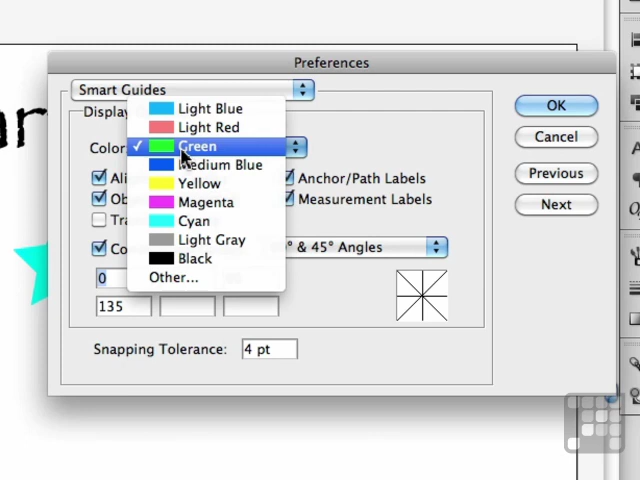 Preferences
Smart Guides
Display
Color:
Light Blue
Light Red
✓ Green
Medium Blue
Yellow
Magenta
Cyan
Light Gray
Black
Other...
Anchor/Path Labels
Measurement Labels
& 45° Angles
0
135
Snapping Tolerance: 4 pt
OK
Cancel
Previous
Next